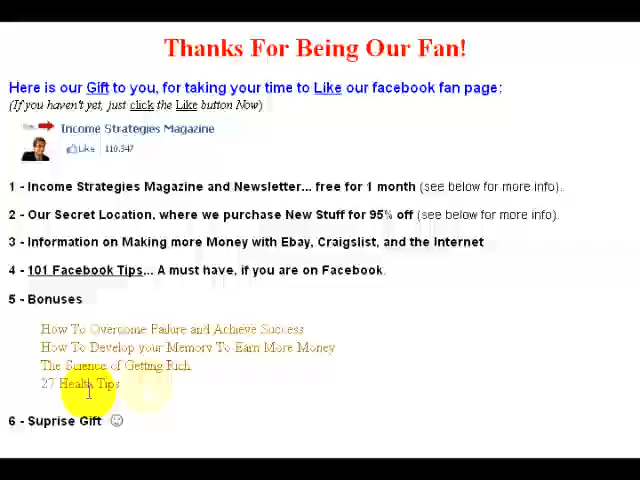 Thanks For Being Our Fan!
Here is our Gift to you, for taking your time to Like our facebook fan page:
(If you haven't yet, just click the Like button Now)
Income Strategies Magazine
Like 110,347
1 - Income Strategies Magazine and Newsletter... free for 1 month (see below for more info).
2 - Our Secret Location, where we purchase New Stuff for 95% off (see below for more info).
3 - Information on Making more Money with Ebay, Craigslist, and the Internet
4 - 101 Facebook Tips... A must have, if you are on Facebook.
5 - Bonuses
How To Overcome Failure and Achieve Success
How To Develop your Memory To Earn More Money
The Science of Getting Rich
27 Health Tips
6 - Suprise Gift